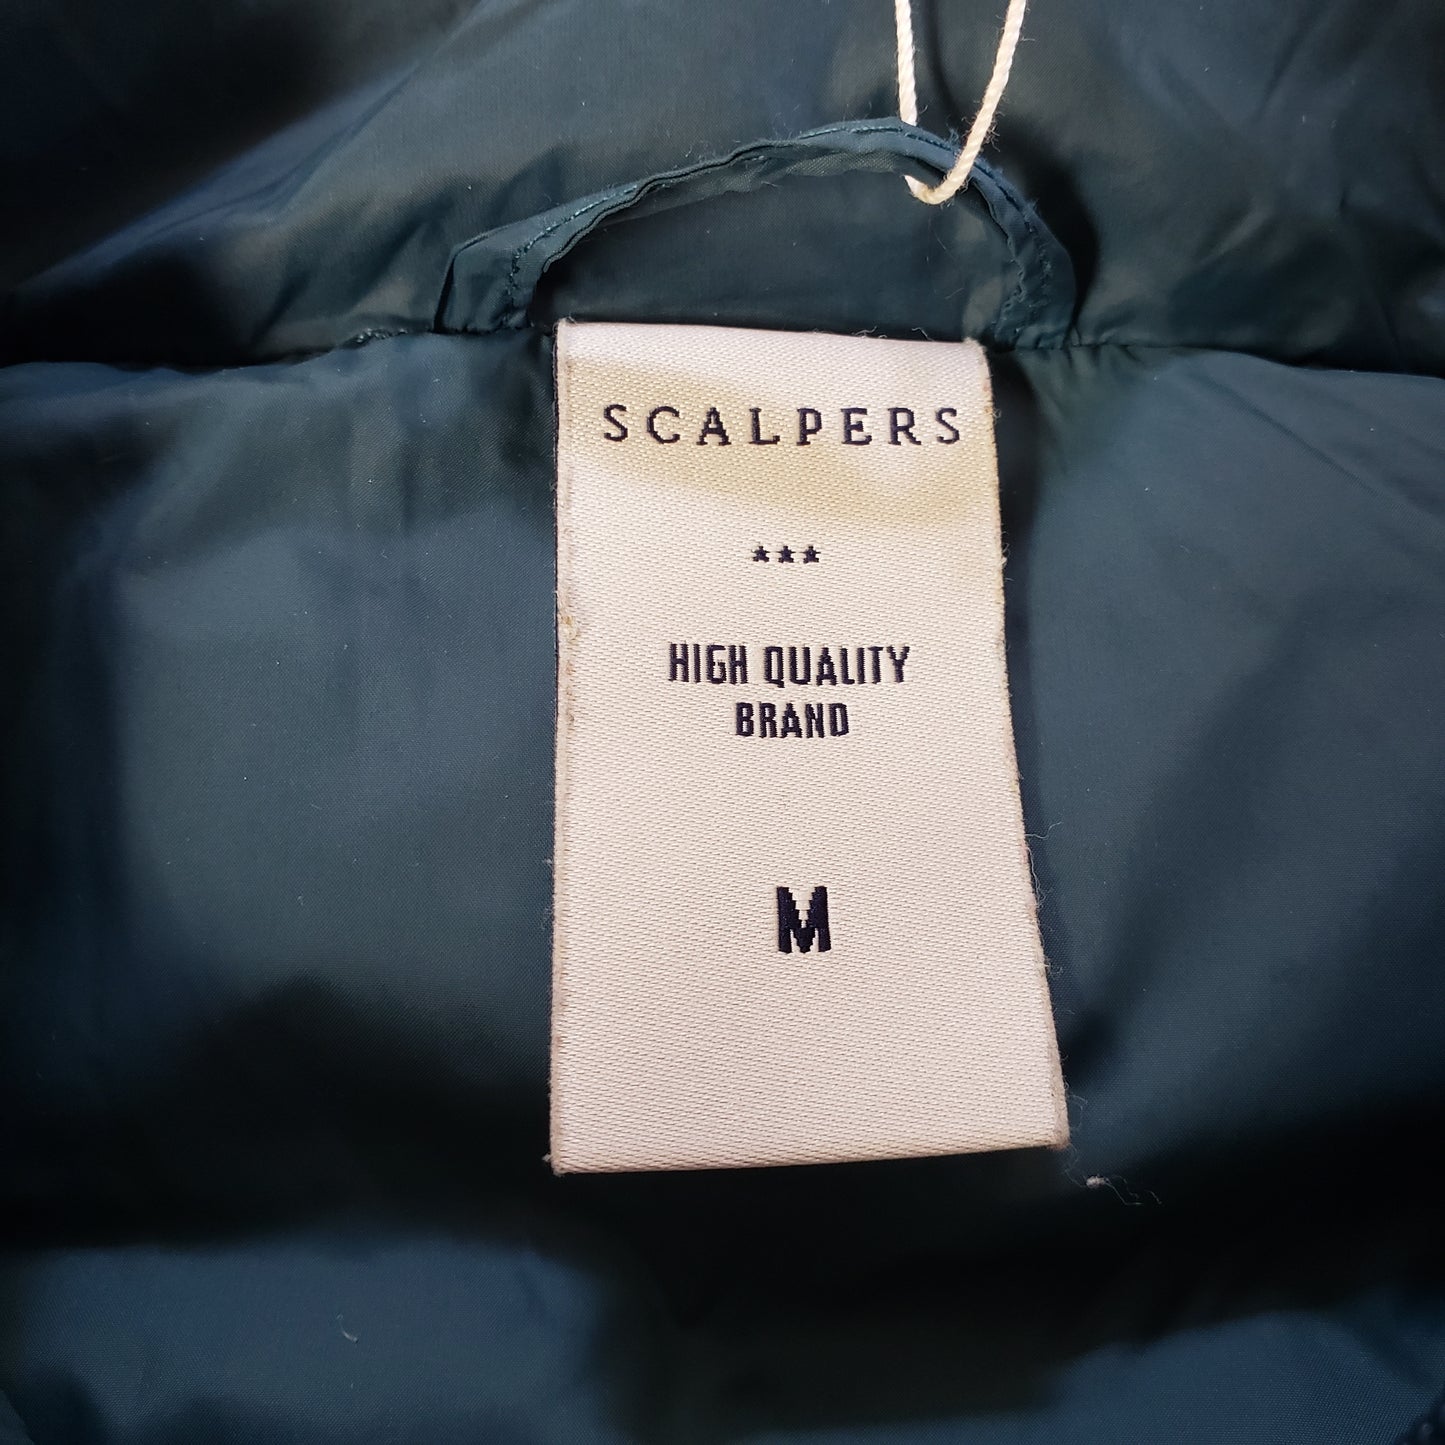 SCALPERS
★★★
HIGH QUALITY
BRAND
M